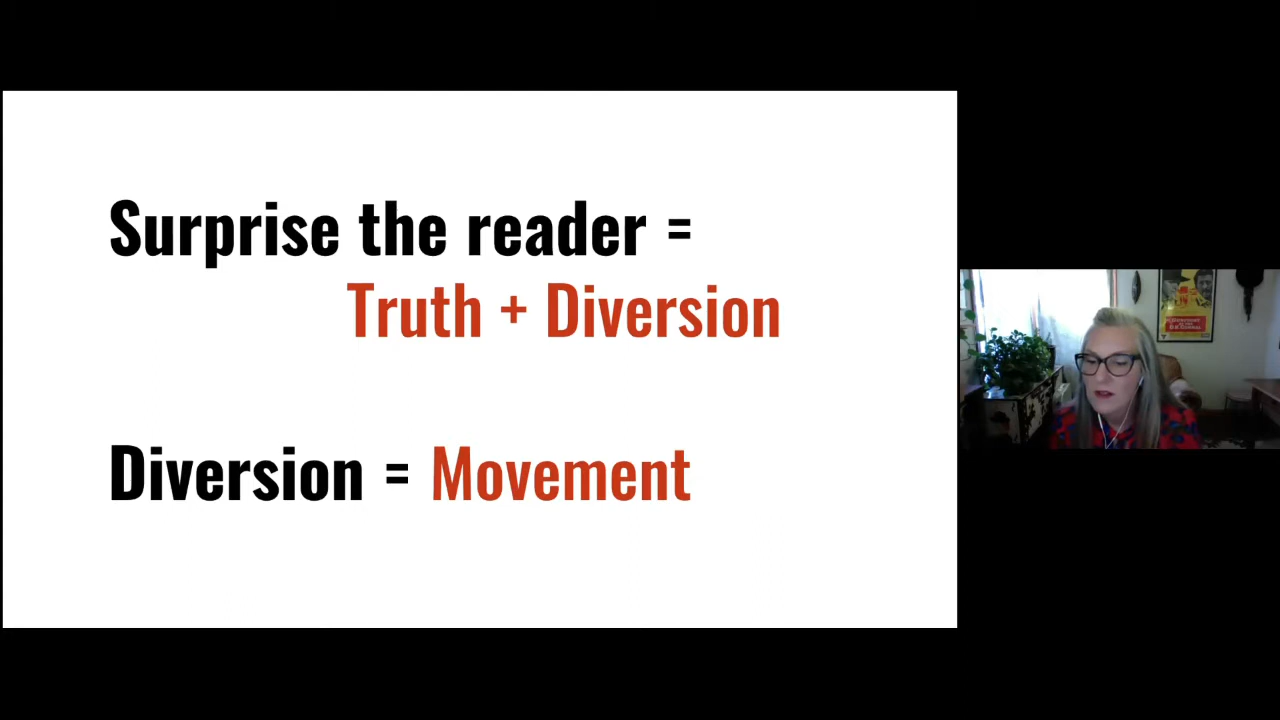 Surprise the reader =
Truth + Diversion
Diversion = Movement